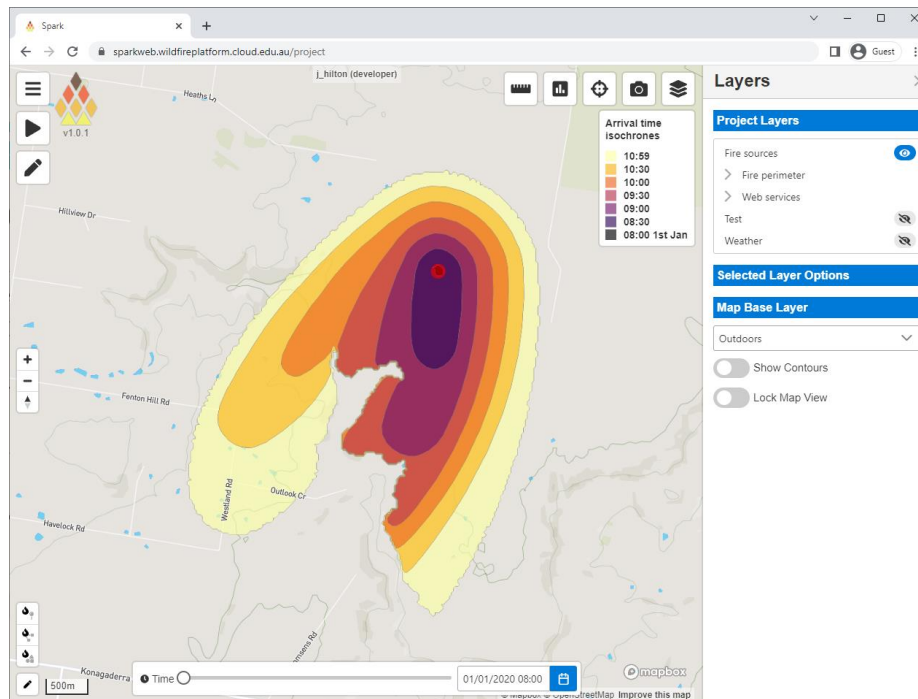 Spark
sparkweb.wildfireplatform.cloud.edu.au/project
Guest
j_hilton (developer)
v1.0.1
Heaths Ln
Hillview Dr
Fenton Hill Rd
Westland Rd
Outlook Cr
Havelock Rd
Konagaderra
500m
Arrival time
isochrones
10:59
10:30
10:00
09:30
09:00
08:30
08:00 1st Jan
Time
01/01/2020 08:00
mapbox
© Mapbox © OpenStreetMap Improve this map
Layers
Project Layers
Fire sources
Fire perimeter
Web services
Test
Weather
Selected Layer Options
Map Base Layer
Outdoors
Show Contours
Lock Map View